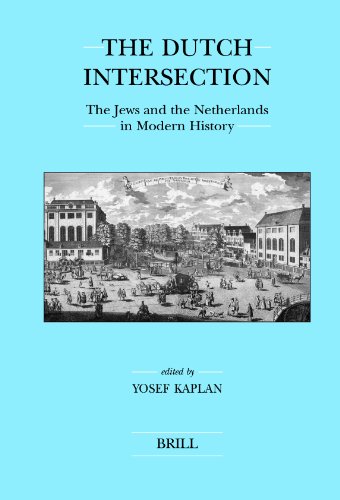 THE DUTCH
INTERSECTION
The Jews and the Netherlands
in Modern History
edited by
YOSEF KAPLAN
BRILL